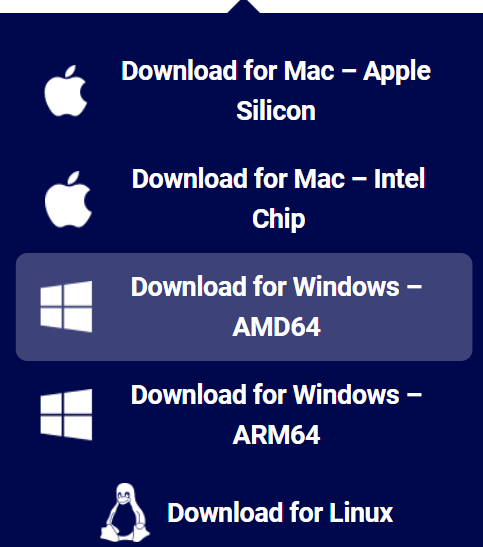 Download for Mac – Apple
Silicon
Download for Mac – Intel
Chip
Download for Windows –
AMD64
Download for Windows –
ARM64
Download for Linux